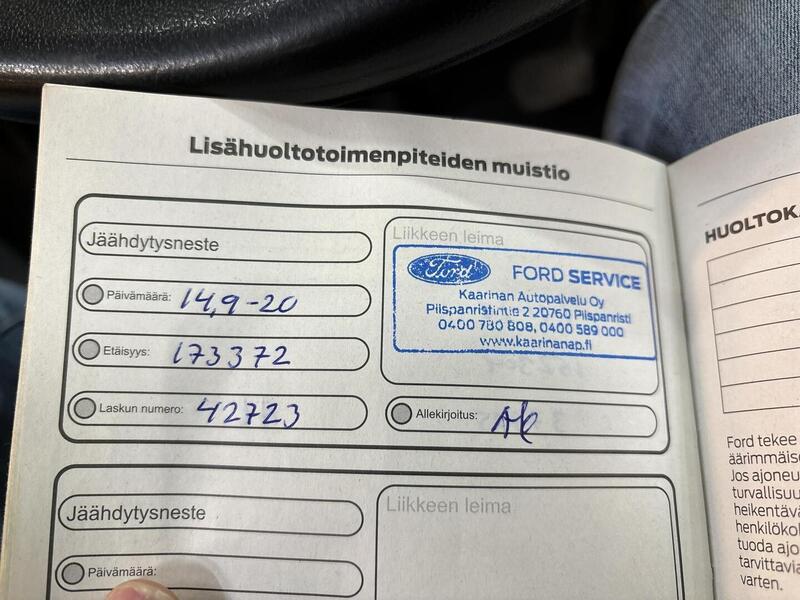 Lisähuoltotoimenpiteiden muistio
Jäähdytysneste
Päivämäärä: 14,9-20
Etäisyys: 173372
Laskun numero: 42723
Liikkeen leima
Ford FORD SERVICE
Kaarinan Autopalvelu Oy
Piispanristintie 2 20760 Piispanristi
0400 780 808, 0400 589 000
www.kaarinanap.fi
Allekirjoitus:
Jäähdytysneste
Päivämäärä:
Liikkeen leima
HUOLTOKA
Ford tekee
äärimmäise
Jos ajoneu
turvallisuu
heikentävä
henkilökoh
tuoda ajo
tarvittavia
varten.